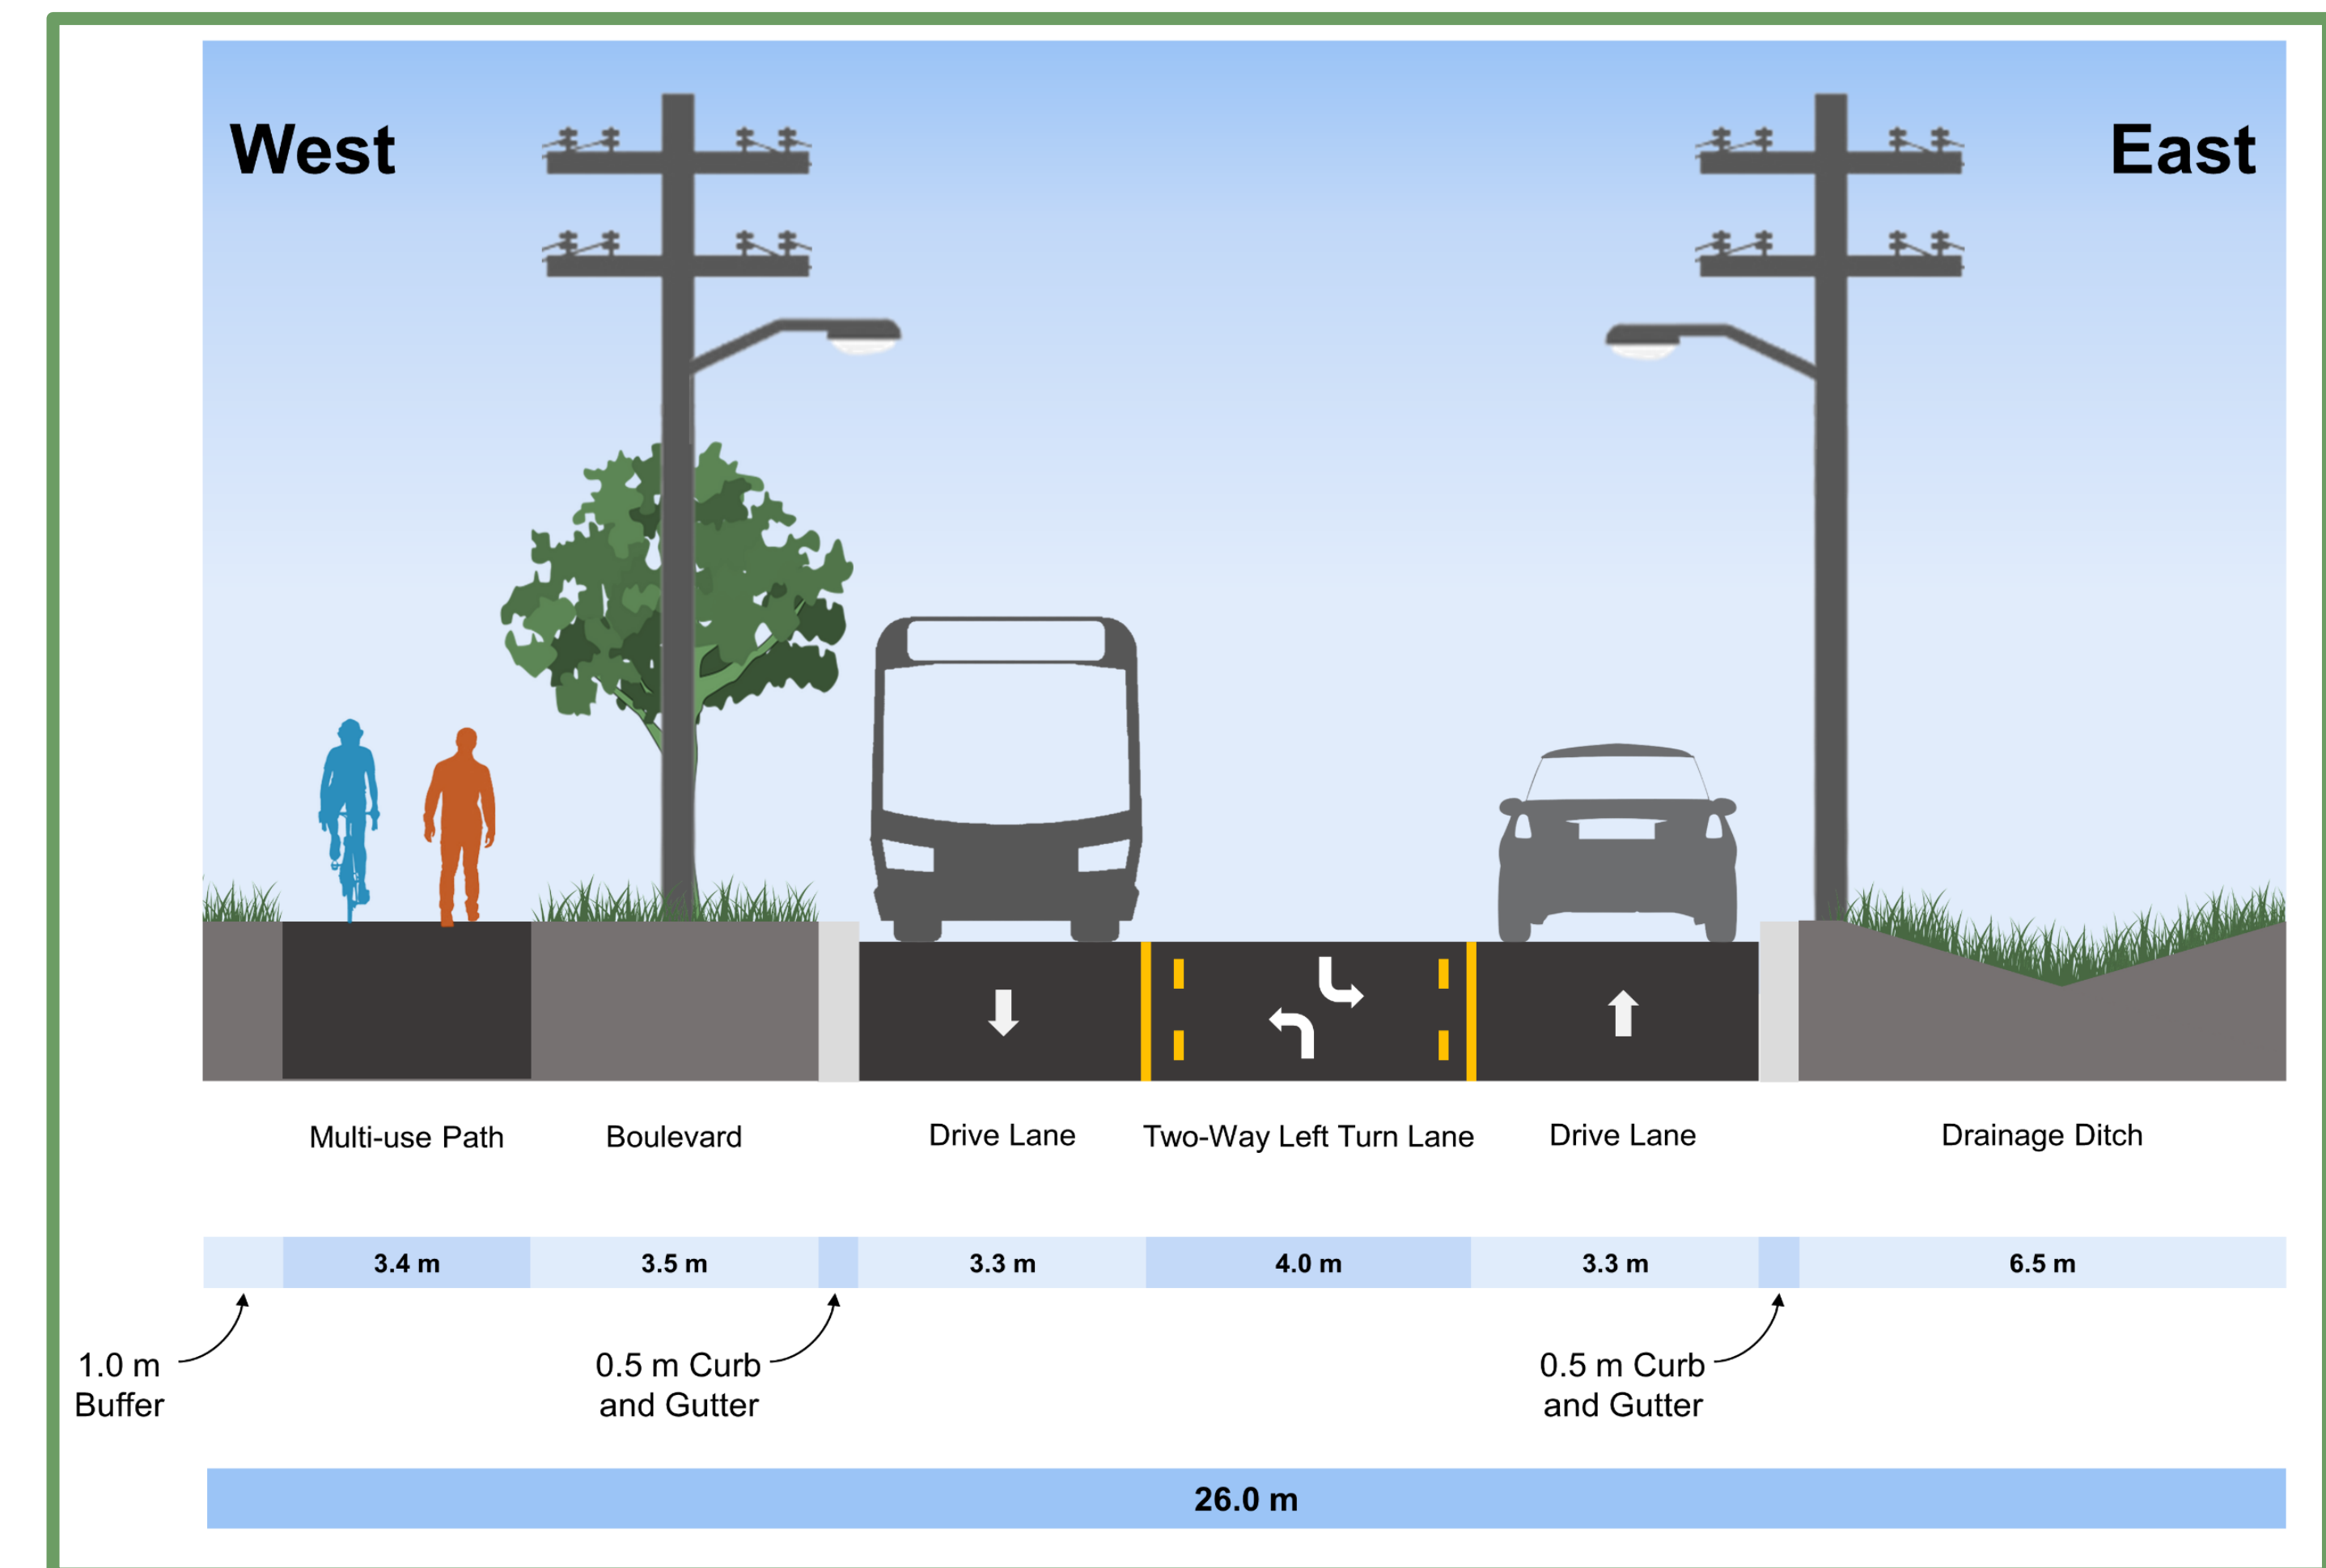 West
East
Multi-use Path
Boulevard
Drive Lane
Two-Way Left Turn Lane
Drive Lane
Drainage Ditch
3.4 m
3.5 m
3.3 m
4.0 m
3.3 m
6.5 m
1.0 m
Buffer
0.5 m Curb
and Gutter
0.5 m Curb
and Gutter
26.0 m